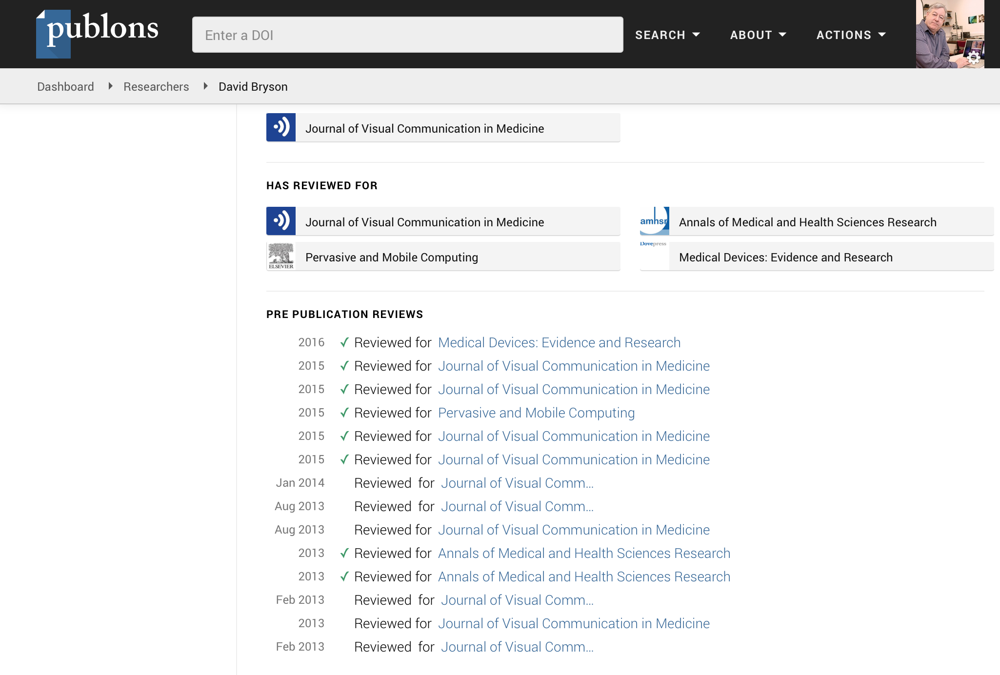 publons
Enter a DOI
SEARCH
ABOUT
ACTIONS
Dashboard
Researchers
David Bryson
Journal of Visual Communication in Medicine
HAS REVIEWED FOR
Journal of Visual Communication in Medicine
amhsr
Annals of Medical and Health Sciences Research
ELSEVIER
Pervasive and Mobile Computing
Dovepress
Medical Devices: Evidence and Research
PRE PUBLICATION REVIEWS
2016 ✓ Reviewed for Medical Devices: Evidence and Research
2015 ✓ Reviewed for Journal of Visual Communication in Medicine
2015 ✓ Reviewed for Journal of Visual Communication in Medicine
2015 ✓ Reviewed for Pervasive and Mobile Computing
2015 ✓ Reviewed for Journal of Visual Communication in Medicine
2015 ✓ Reviewed for Journal of Visual Communication in Medicine
Jan 2014 Reviewed for Journal of Visual Comm...
Aug 2013 Reviewed for Journal of Visual Comm...
Aug 2013 Reviewed for Journal of Visual Communication in Medicine
2013 ✓ Reviewed for Annals of Medical and Health Sciences Research
2013 ✓ Reviewed for Annals of Medical and Health Sciences Research
Feb 2013 Reviewed for Journal of Visual Comm...
2013 Reviewed for Journal of Visual Communication in Medicine
Feb 2013 Reviewed for Journal of Visual Comm...